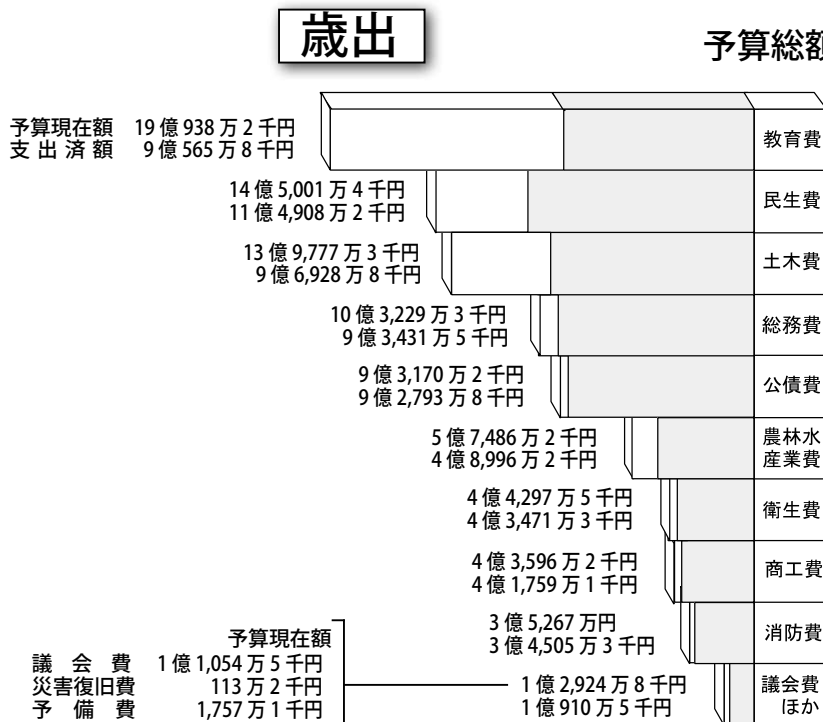 歳出
予算総額
予算現在額 19億938万2千円
支出済額 9億565万8千円
教育費
14億5,001万4千円
11億4,908万2千円
民生費
13億9,777万3千円
9億6,928万8千円
土木費
10億3,229万3千円
9億3,431万5千円
総務費
9億3,170万2千円
9億2,793万8千円
公債費
5億7,486万2千円
4億8,996万2千円
農林水
産業費
4億4,297万5千円
4億3,471万3千円
衛生費
4億3,596万2千円
4億1,759万1千円
商工費
3億5,267万円
3億4,505万3千円
消防費
予算現在額
議会費 1億1,054万5千円
災害復旧費 113万2千円
予備費 1,757万1千円
1億2,924万8千円
1億910万5千円
議会費
ほか